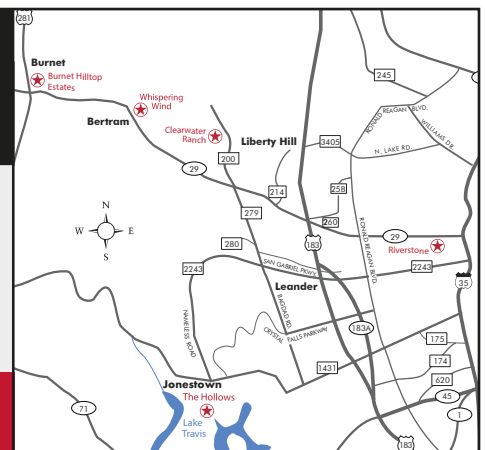 281
Burnet
Burnet Hilltop
Estates
245
Whispering
Wind
Bertram
RONALD REAGAN BLVD.
WILLIAMS DR.
Clearwater
Ranch
Liberty Hill
3405
N. LAKE RD.
200
29
214
258
279
260
N
W E
S
280
183
RONALD REAGAN BLVD.
29
Riverstone
2243
SAN GABRIEL PKWY.
2243
35
Leander
BAGDAD RD.
NAMELESS ROAD
CRYSTAL FALLS PARKWAY
183A
175
174
1431
620
Jonestown
The Hollows
45
71
Lake
Travis
1
183